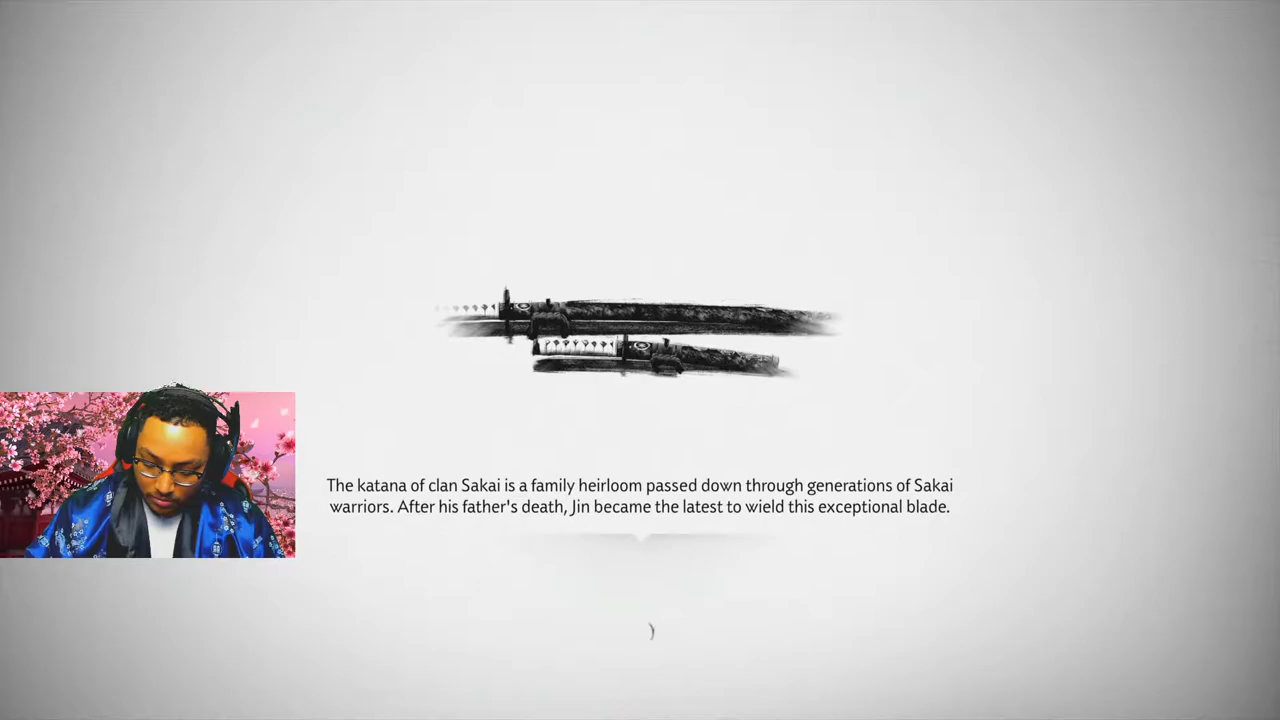 The katana of clan Sakai is a family heirloom passed down through generations of Sakai
warriors. After his father's death, Jin became the latest to wield this exceptional blade.